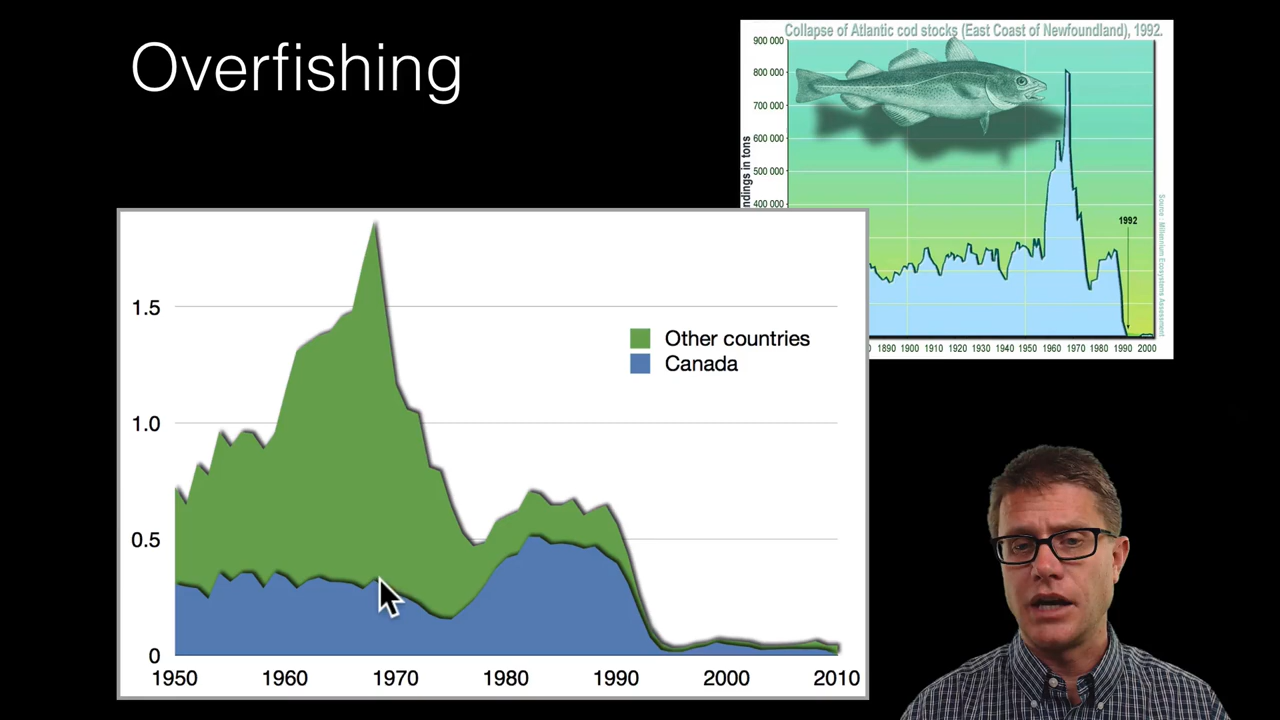 Overfishing
Collapse of Atlantic cod stocks (East Coast of Newfoundland), 1992.
900 000
800 000
700 000
600 000
500 000
400 000
ndings in tons
1992
Source : Millennium Ecosystems Assessment
0 1890 1900 1910 1920 1930 1940 1950 1960 1970 1980 1990 2000
1.5
1.0
0.5
0
Other countries
Canada
1950 1960 1970 1980 1990 2000 2010